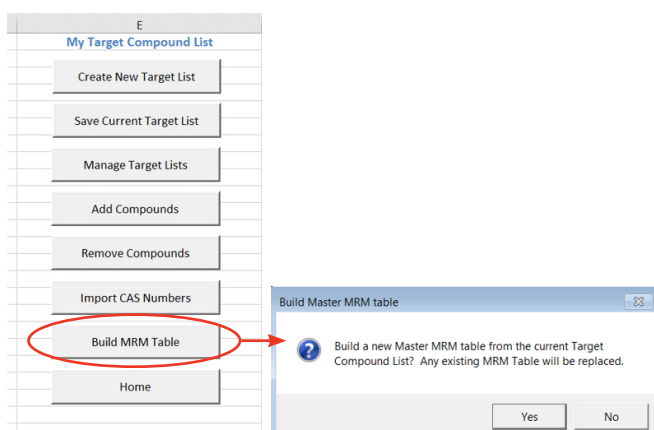 E
My Target Compound List
Create New Target List
Save Current Target List
Manage Target Lists
Add Compounds
Remove Compounds
Import CAS Numbers
Build MRM Table
Home
Build Master MRM table
Build a new Master MRM table from the current Target
Compound List? Any existing MRM Table will be replaced.
Yes
No